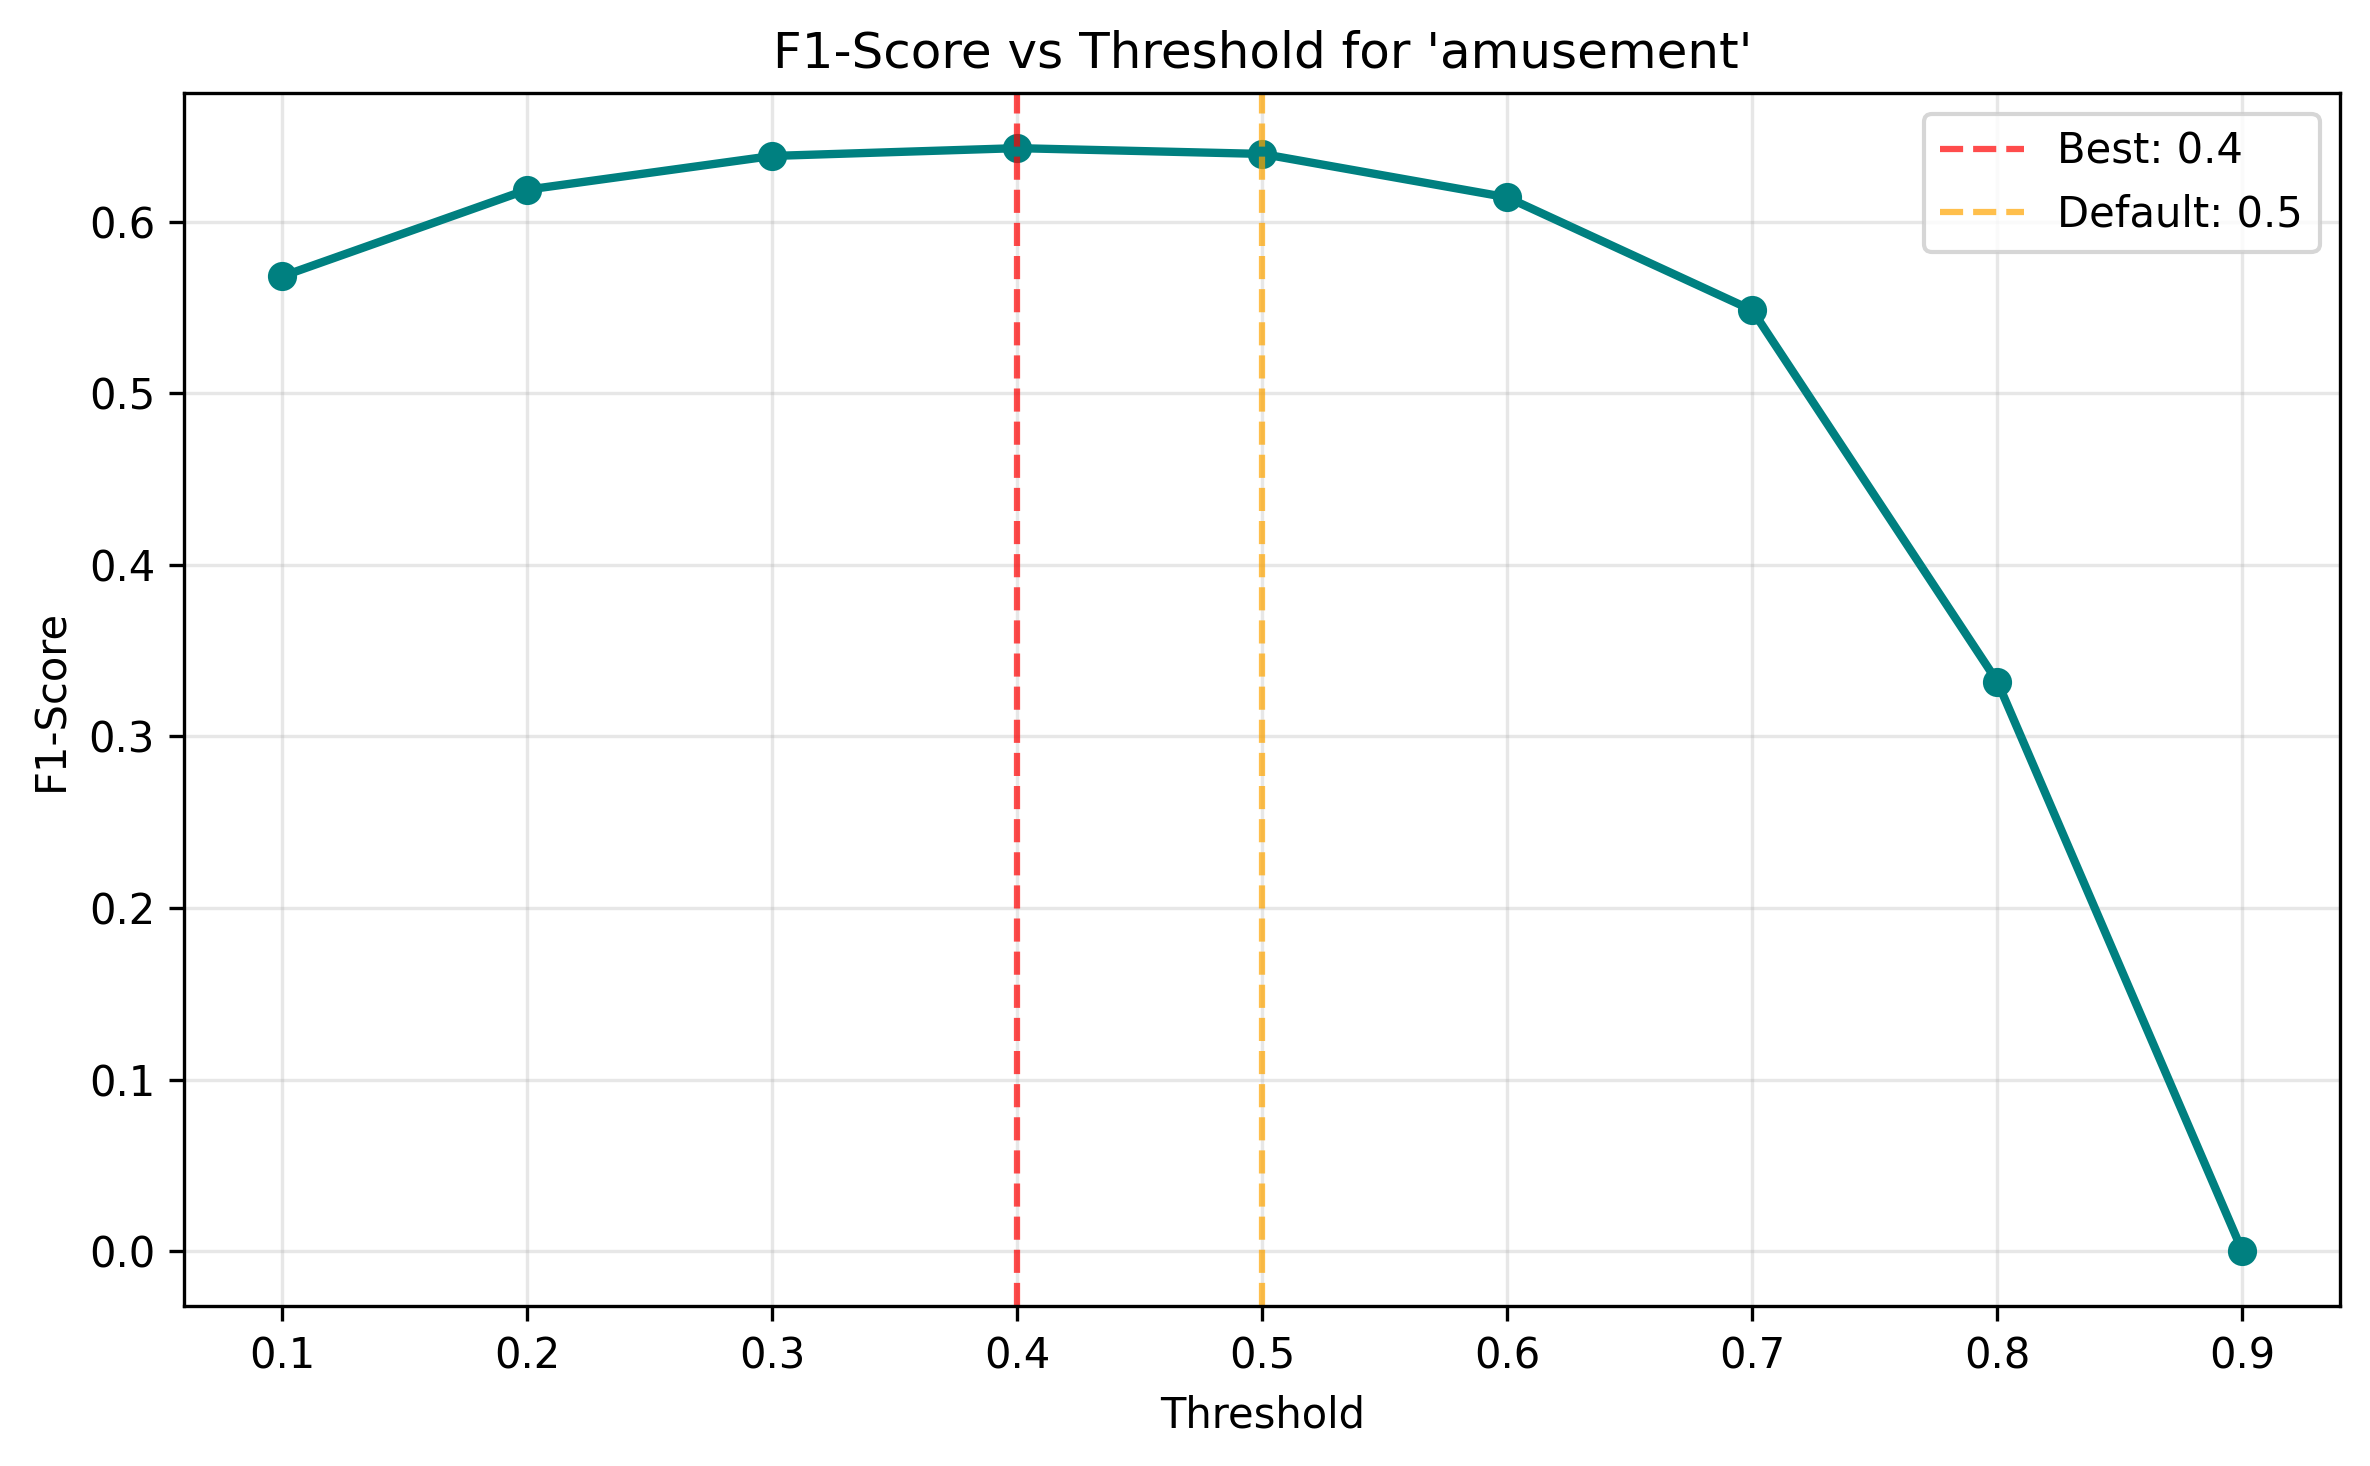 F1-Score vs Threshold for 'amusement'
Best: 0.4
Default: 0.5
F1-Score
0.6
0.5
0.4
0.3
0.2
0.1
0.0
0.1 0.2 0.3 0.4 0.5 0.6 0.7 0.8 0.9
Threshold